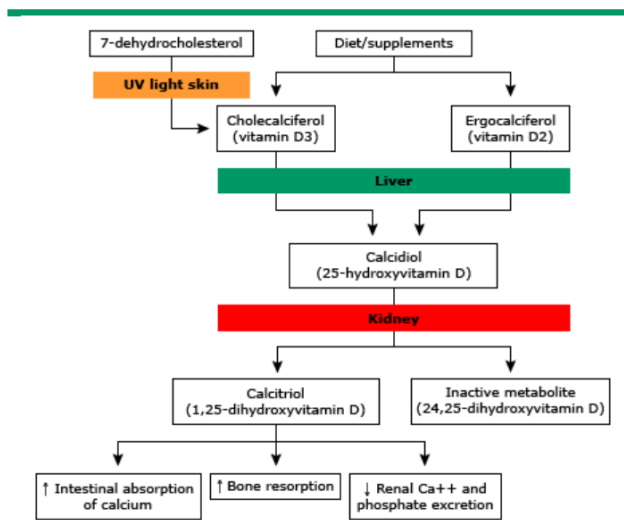 7-dehydrocholesterol
Diet/supplements
UV light skin
Cholecalciferol
(vitamin D3)
Ergocalciferol
(vitamin D2)
Liver
Calcidiol
(25-hydroxyvitamin D)
Kidney
Calcitriol
(1,25-dihydroxyvitamin D)
Inactive metabolite
(24,25-dihydroxyvitamin D)
↑ Intestinal absorption
of calcium
↑ Bone resorption
↓ Renal Ca++ and
phosphate excretion